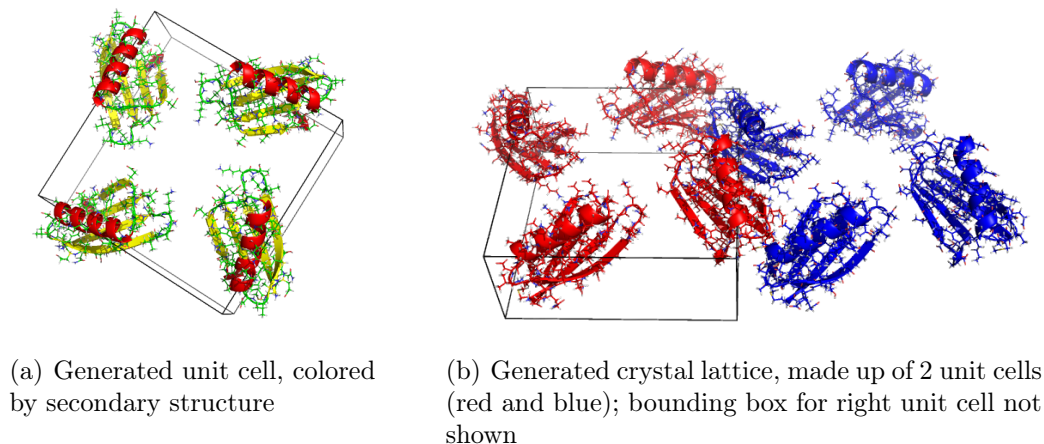 (a) Generated unit cell, colored
by secondary structure
(b) Generated crystal lattice, made up of 2 unit cells
(red and blue); bounding box for right unit cell not
shown